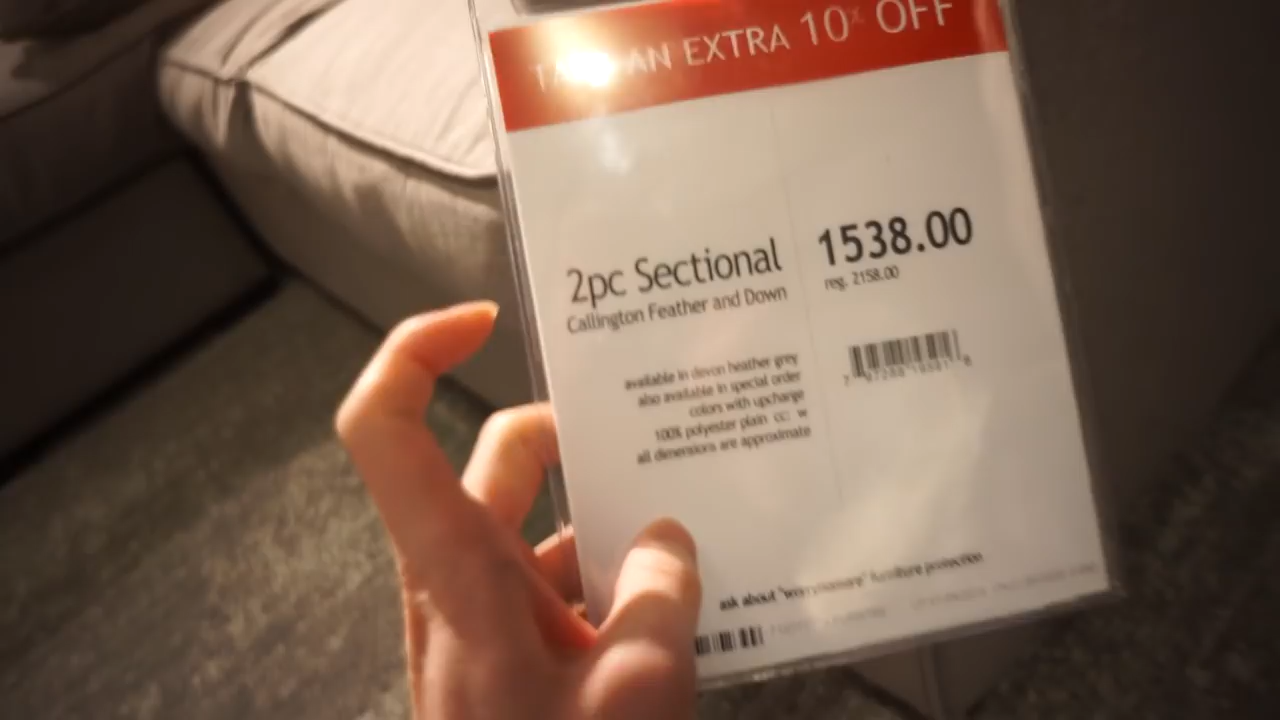 AN EXTRA 10% OFF
2pc Sectional
Callington Feather and Down
1538.00
reg. 2158.00
available in devon heather grey
also available in special order
colors with upcharge
100% polyester plain cc: w
all dimensions are approximate
ask about "worrynomore" furniture protection